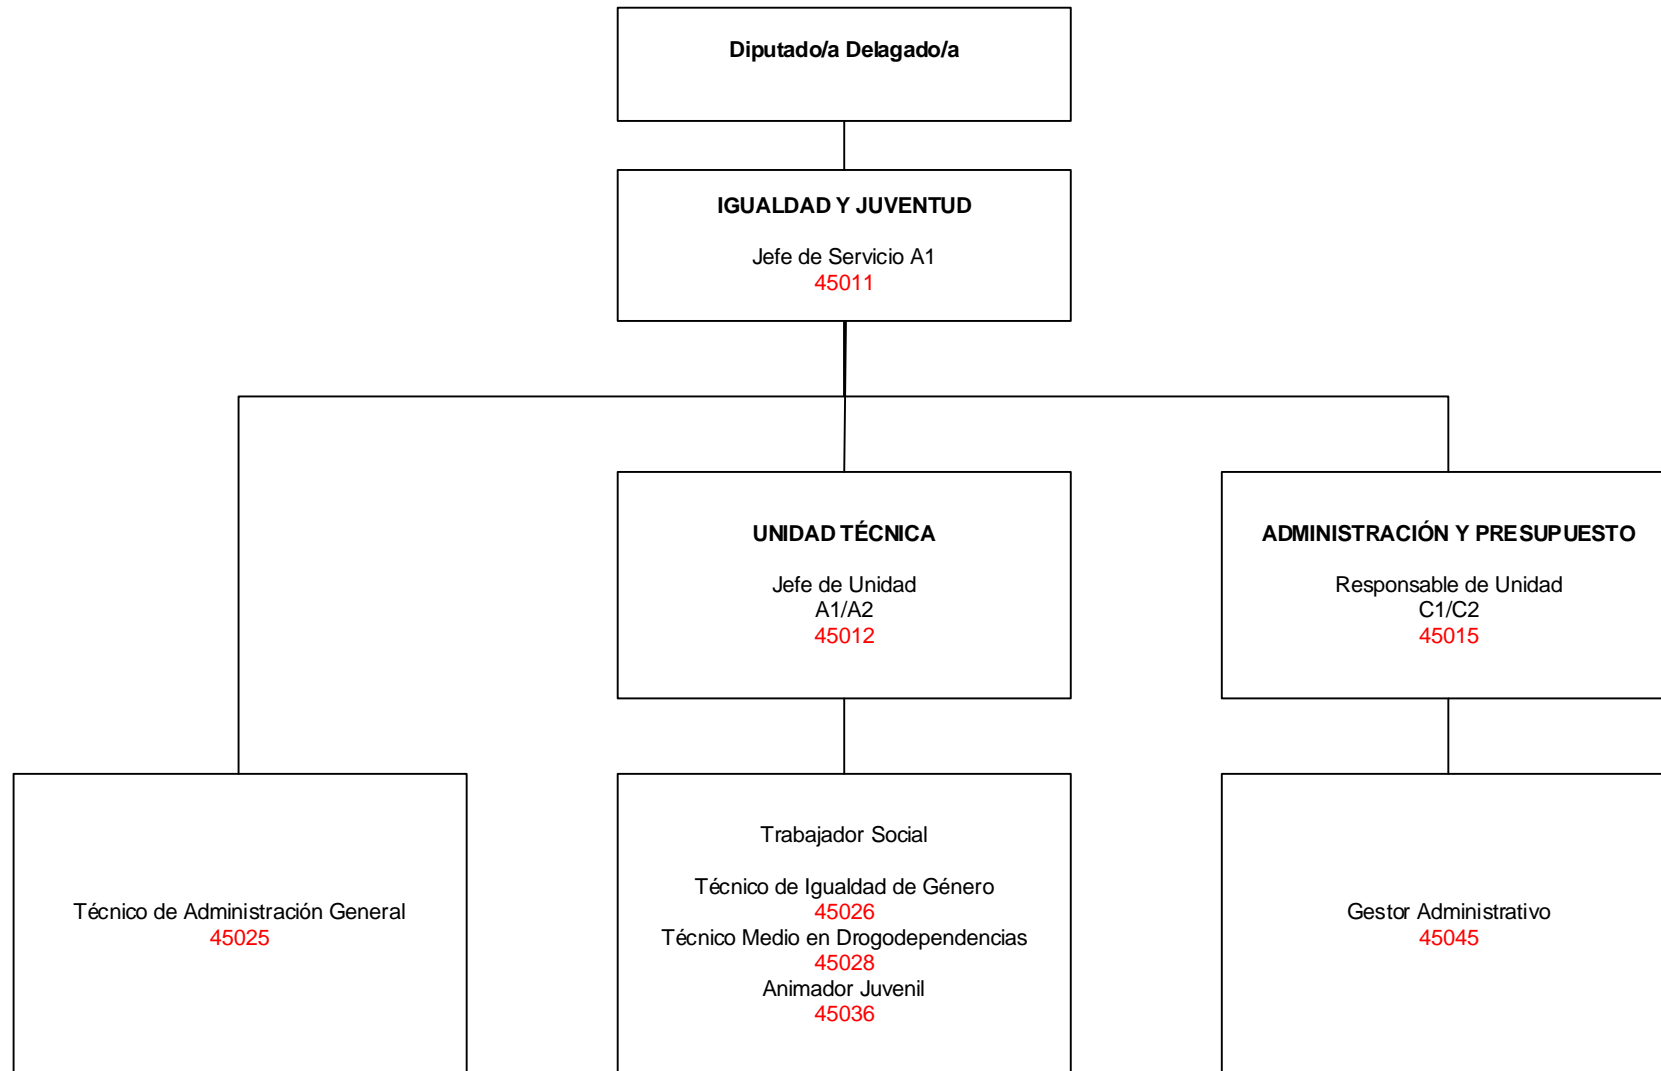 Diputado/a Delagado/a
IGUALDAD Y JUVENTUD
Jefe de Servicio A1
45011
UNIDAD TÉCNICA
Jefe de Unidad
A1/A2
45012
ADMINISTRACIÓN Y PRESUPUESTO
Responsable de Unidad
C1/C2
45015
Técnico de Administración General
45025
Trabajador Social
Técnico de Igualdad de Género
45026
Técnico Medio en Drogodependencias
45028
Animador Juvenil
45036
Gestor Administrativo
45045